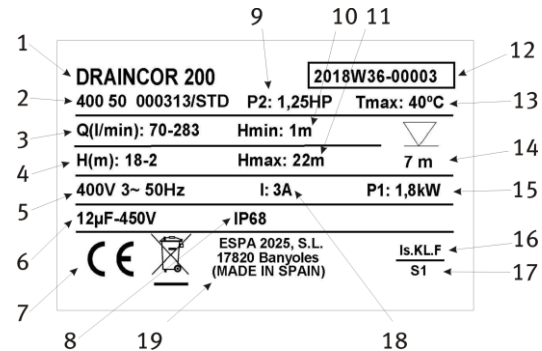 9 10 11
1 12
DRAINCOR 200 2018W36-00003
2 400 50 000313/STD P2: 1,25HP Tmax: 40ºC 13
3 Q(l/min): 70-283 Hmin: 1m
4 H(m): 18-2 Hmax: 22m 7 m 14
5 400V 3~ 50Hz I: 3A P1: 1,8kW 15
6 12µF-450V IP68
CE ESPA 2025, S.L. Is.KL.F 16
17820 Banyoles
7 (MADE IN SPAIN) S1 17
8 19 18